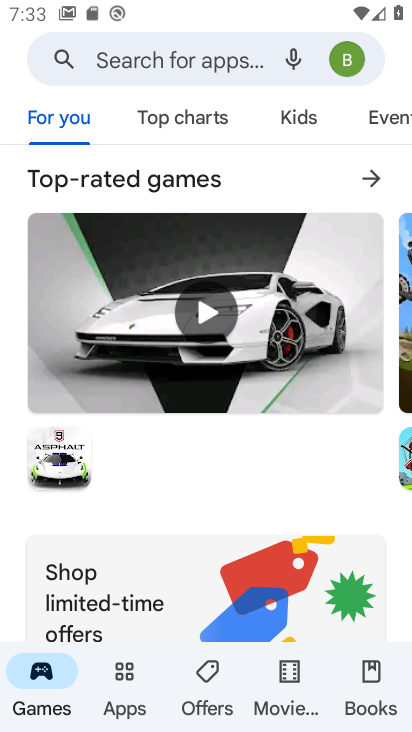 7:33
Search for apps...
B
For you
Top charts
Kids
Even
Top-rated games
9
ASPHALT
Shop
limited-time
offers
Games
Apps
Offers
Movie...
Books